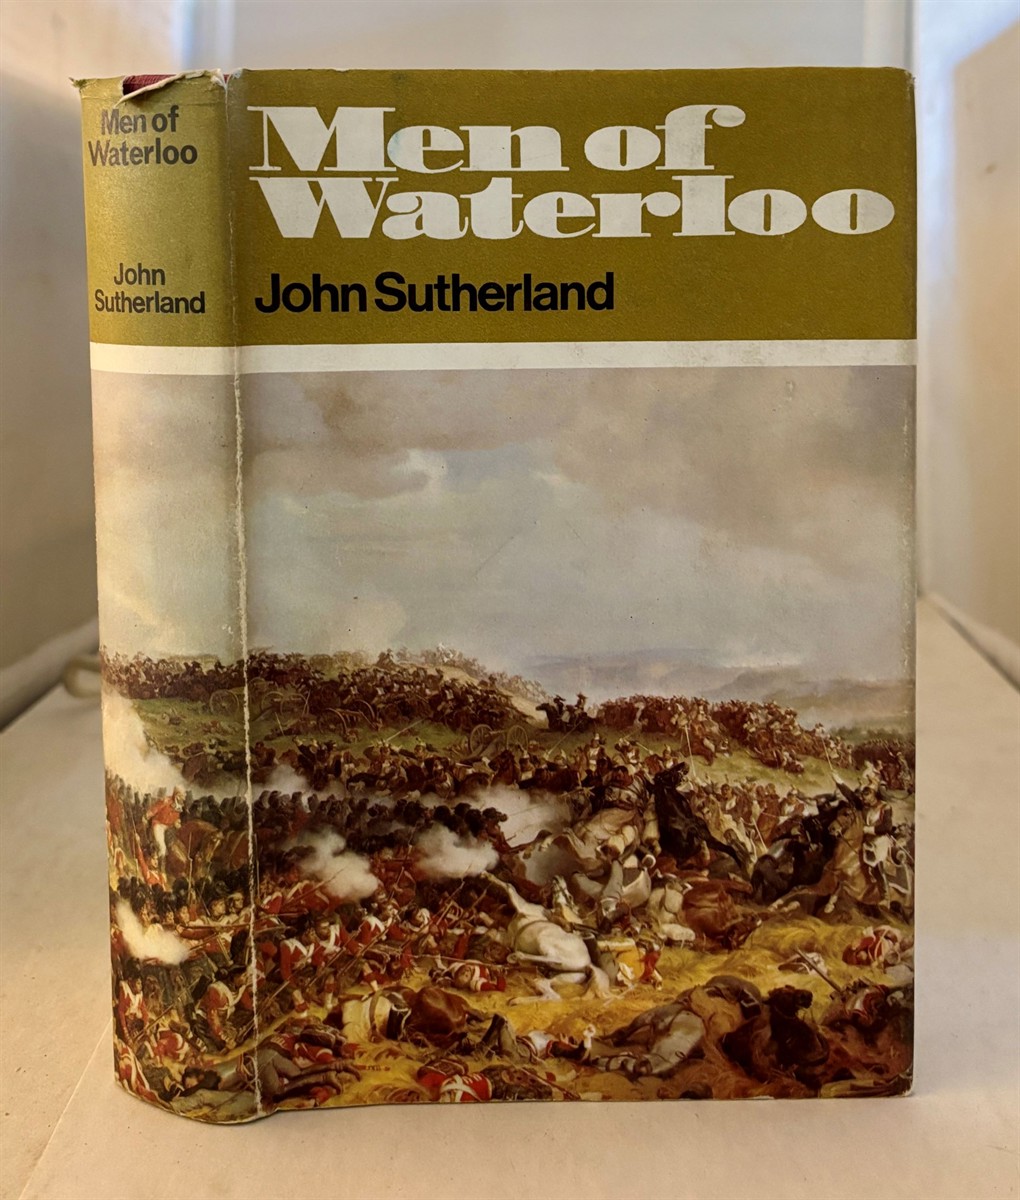 Men of
Waterloo
John
Sutherland
Men of
Waterloo
John Sutherland